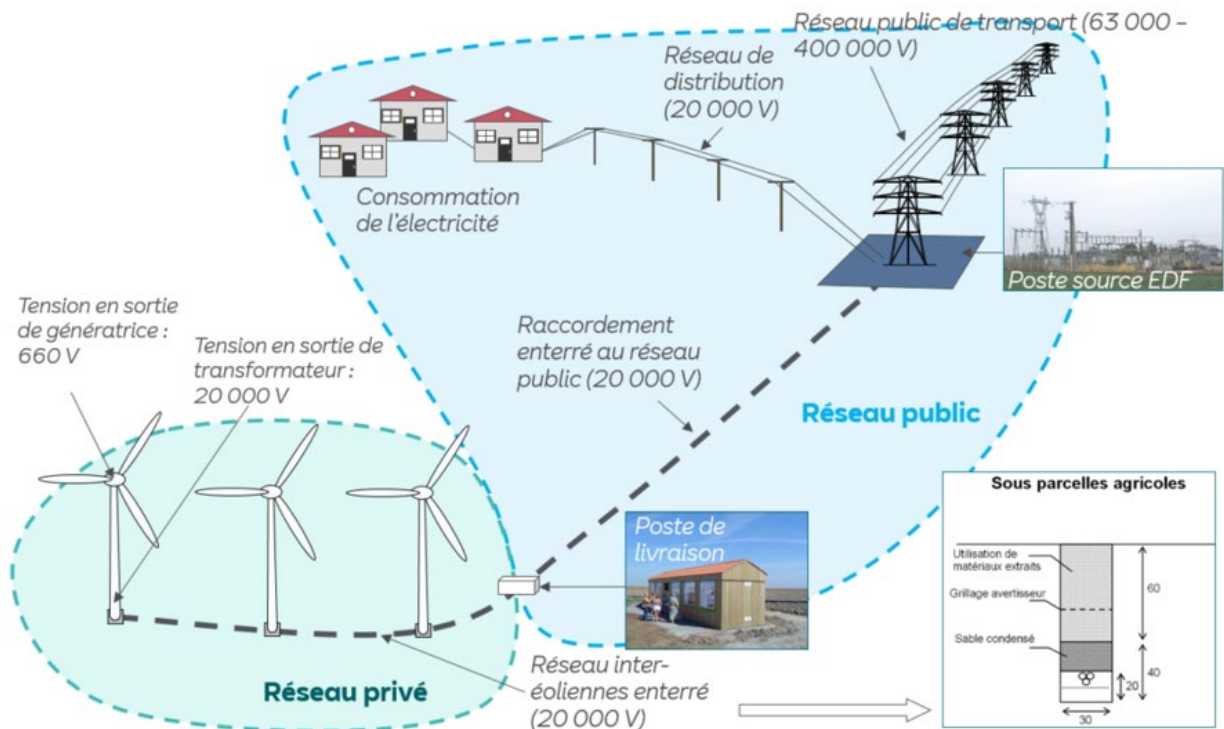 Réseau public de transport (63 000 –
400 000 V)
Réseau de
distribution
(20 000 V)
Consommation
de l'électricité
Poste source EDF
Tension en sortie
de génératrice :
660 V
Tension en sortie de
transformateur :
20 000 V
Raccordement
enterré au réseau
public (20 000 V)
Réseau public
Poste de
livraison
Réseau privé
Réseau inter-
éoliennes enterré
(20 000 V)
Sous parcelles agricoles
Utilisation de
matériaux extraits
Grillage avertisseur
Sable condensé
60
40
20
30